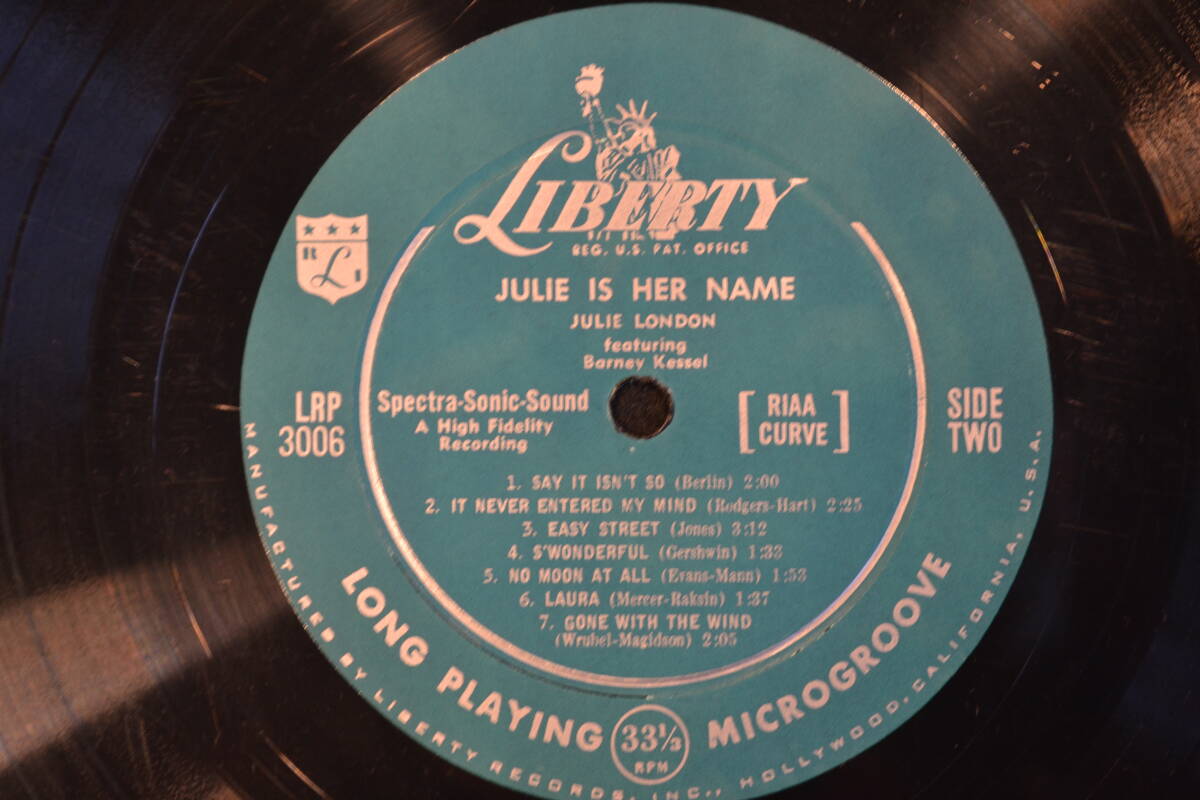 LIBERTY
REG. U.S. PAT. OFFICE
R L I
JULIE IS HER NAME
JULIE LONDON
featuring
Barney Kessel
LRP
3006
Spectra-Sonic-Sound
A High Fidelity
Recording
[RIAA
CURVE]
SIDE
TWO
1. SAY IT ISN'T SO (Berlin) 2:00
2. IT NEVER ENTERED MY MIND (Rodgers-Hart) 2:25
3. EASY STREET (Jones) 3:12
4. S'WONDERFUL (Gershwin) 1:33
5. NO MOON AT ALL (Evans-Mann) 1:53
6. LAURA (Mercer-Raksin) 1:37
7. GONE WITH THE WIND
(Wrubel-Magidson) 2:05
LONG PLAYING 33⅓ RPM MICROGROOVE
MANUFACTURED BY LIBERTY RECORDS, INC., HOLLYWOOD, CALIFORNIA, U.S.A.